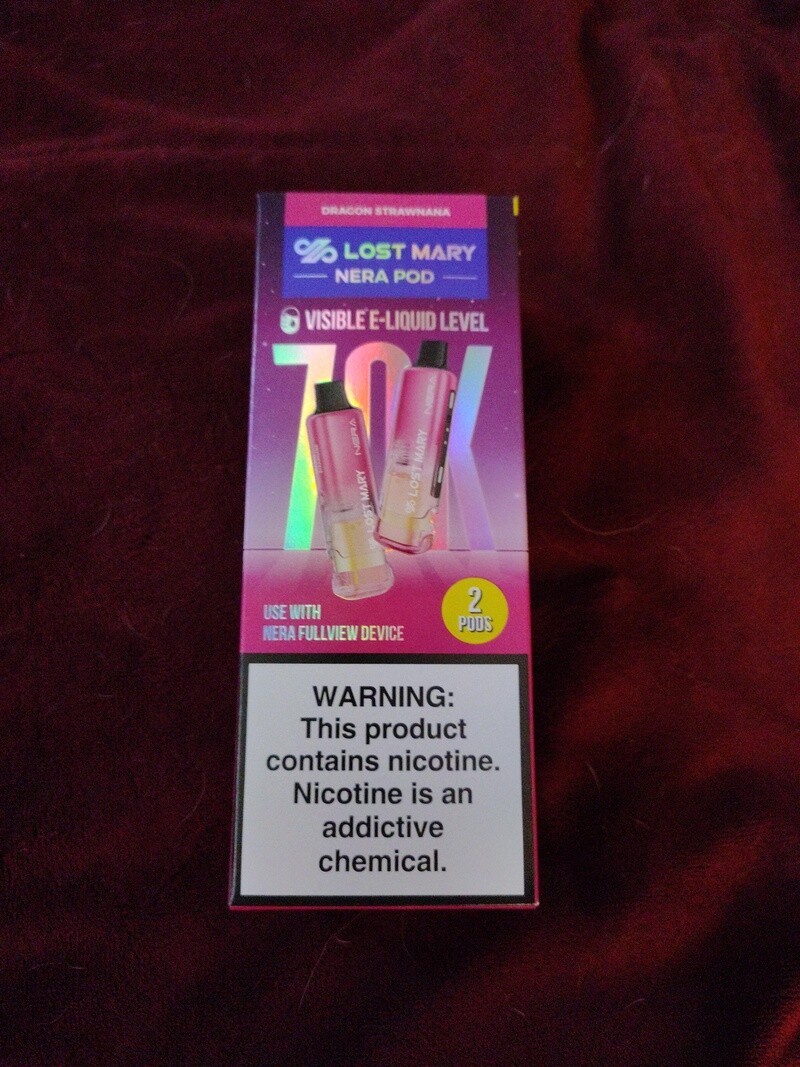 DRAGON STRAWNANA
LOST MARY
NERA POD
VISIBLE E-LIQUID LEVEL
70K
NERA
LOST MARY
NERA
LOST MARY
USE WITH
NERA FULLVIEW DEVICE
2
PODS
WARNING:
This product
contains nicotine.
Nicotine is an
addictive
chemical.